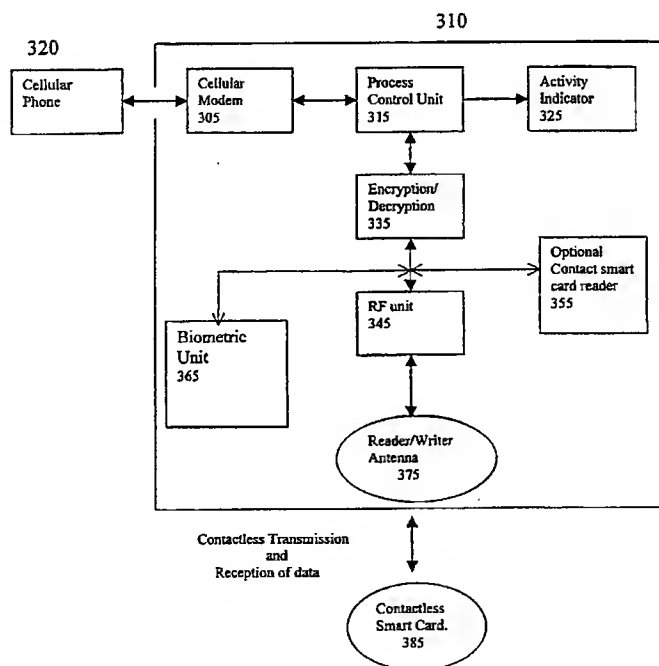 310
320
Cellular
Phone
Cellular
Modem
305
Process
Control Unit
315
Activity
Indicator
325
Encryption/
Decryption
335
Optional
Contact smart
card reader
355
RF unit
345
Biometric
Unit
365
Reader/Writer
Antenna
375
Contactless Transmission
and
Reception of data
Contactless
Smart Card.
385